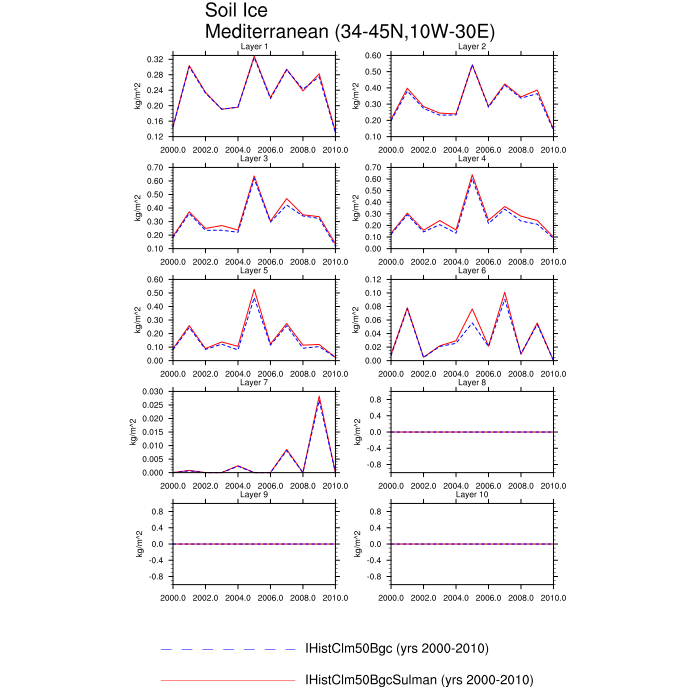 Soil Ice
Mediterranean (34-45N,10W-30E)
Layer 1
kg/m^2
0.32
0.28
0.24
0.20
0.16
0.12
2000.0 2002.0 2004.0 2006.0 2008.0 2010.0
Layer 2
kg/m^2
0.60
0.50
0.40
0.30
0.20
0.10
2000.0 2002.0 2004.0 2006.0 2008.0 2010.0
Layer 3
kg/m^2
0.70
0.60
0.50
0.40
0.30
0.20
0.10
2000.0 2002.0 2004.0 2006.0 2008.0 2010.0
Layer 4
kg/m^2
0.70
0.60
0.50
0.40
0.30
0.20
0.10
0.00
2000.0 2002.0 2004.0 2006.0 2008.0 2010.0
Layer 5
kg/m^2
0.60
0.50
0.40
0.30
0.20
0.10
0.00
2000.0 2002.0 2004.0 2006.0 2008.0 2010.0
Layer 6
kg/m^2
0.12
0.10
0.08
0.06
0.04
0.02
0.00
2000.0 2002.0 2004.0 2006.0 2008.0 2010.0
Layer 7
kg/m^2
0.030
0.025
0.020
0.015
0.010
0.005
0.000
2000.0 2002.0 2004.0 2006.0 2008.0 2010.0
Layer 8
kg/m^2
0.8
0.4
0.0
-0.4
-0.8
2000.0 2002.0 2004.0 2006.0 2008.0 2010.0
Layer 9
kg/m^2
0.8
0.4
0.0
-0.4
-0.8
2000.0 2002.0 2004.0 2006.0 2008.0 2010.0
Layer 10
kg/m^2
0.8
0.4
0.0
-0.4
-0.8
2000.0 2002.0 2004.0 2006.0 2008.0 2010.0
IHistClm50Bgc (yrs 2000-2010)
IHistClm50BgcSulman (yrs 2000-2010)